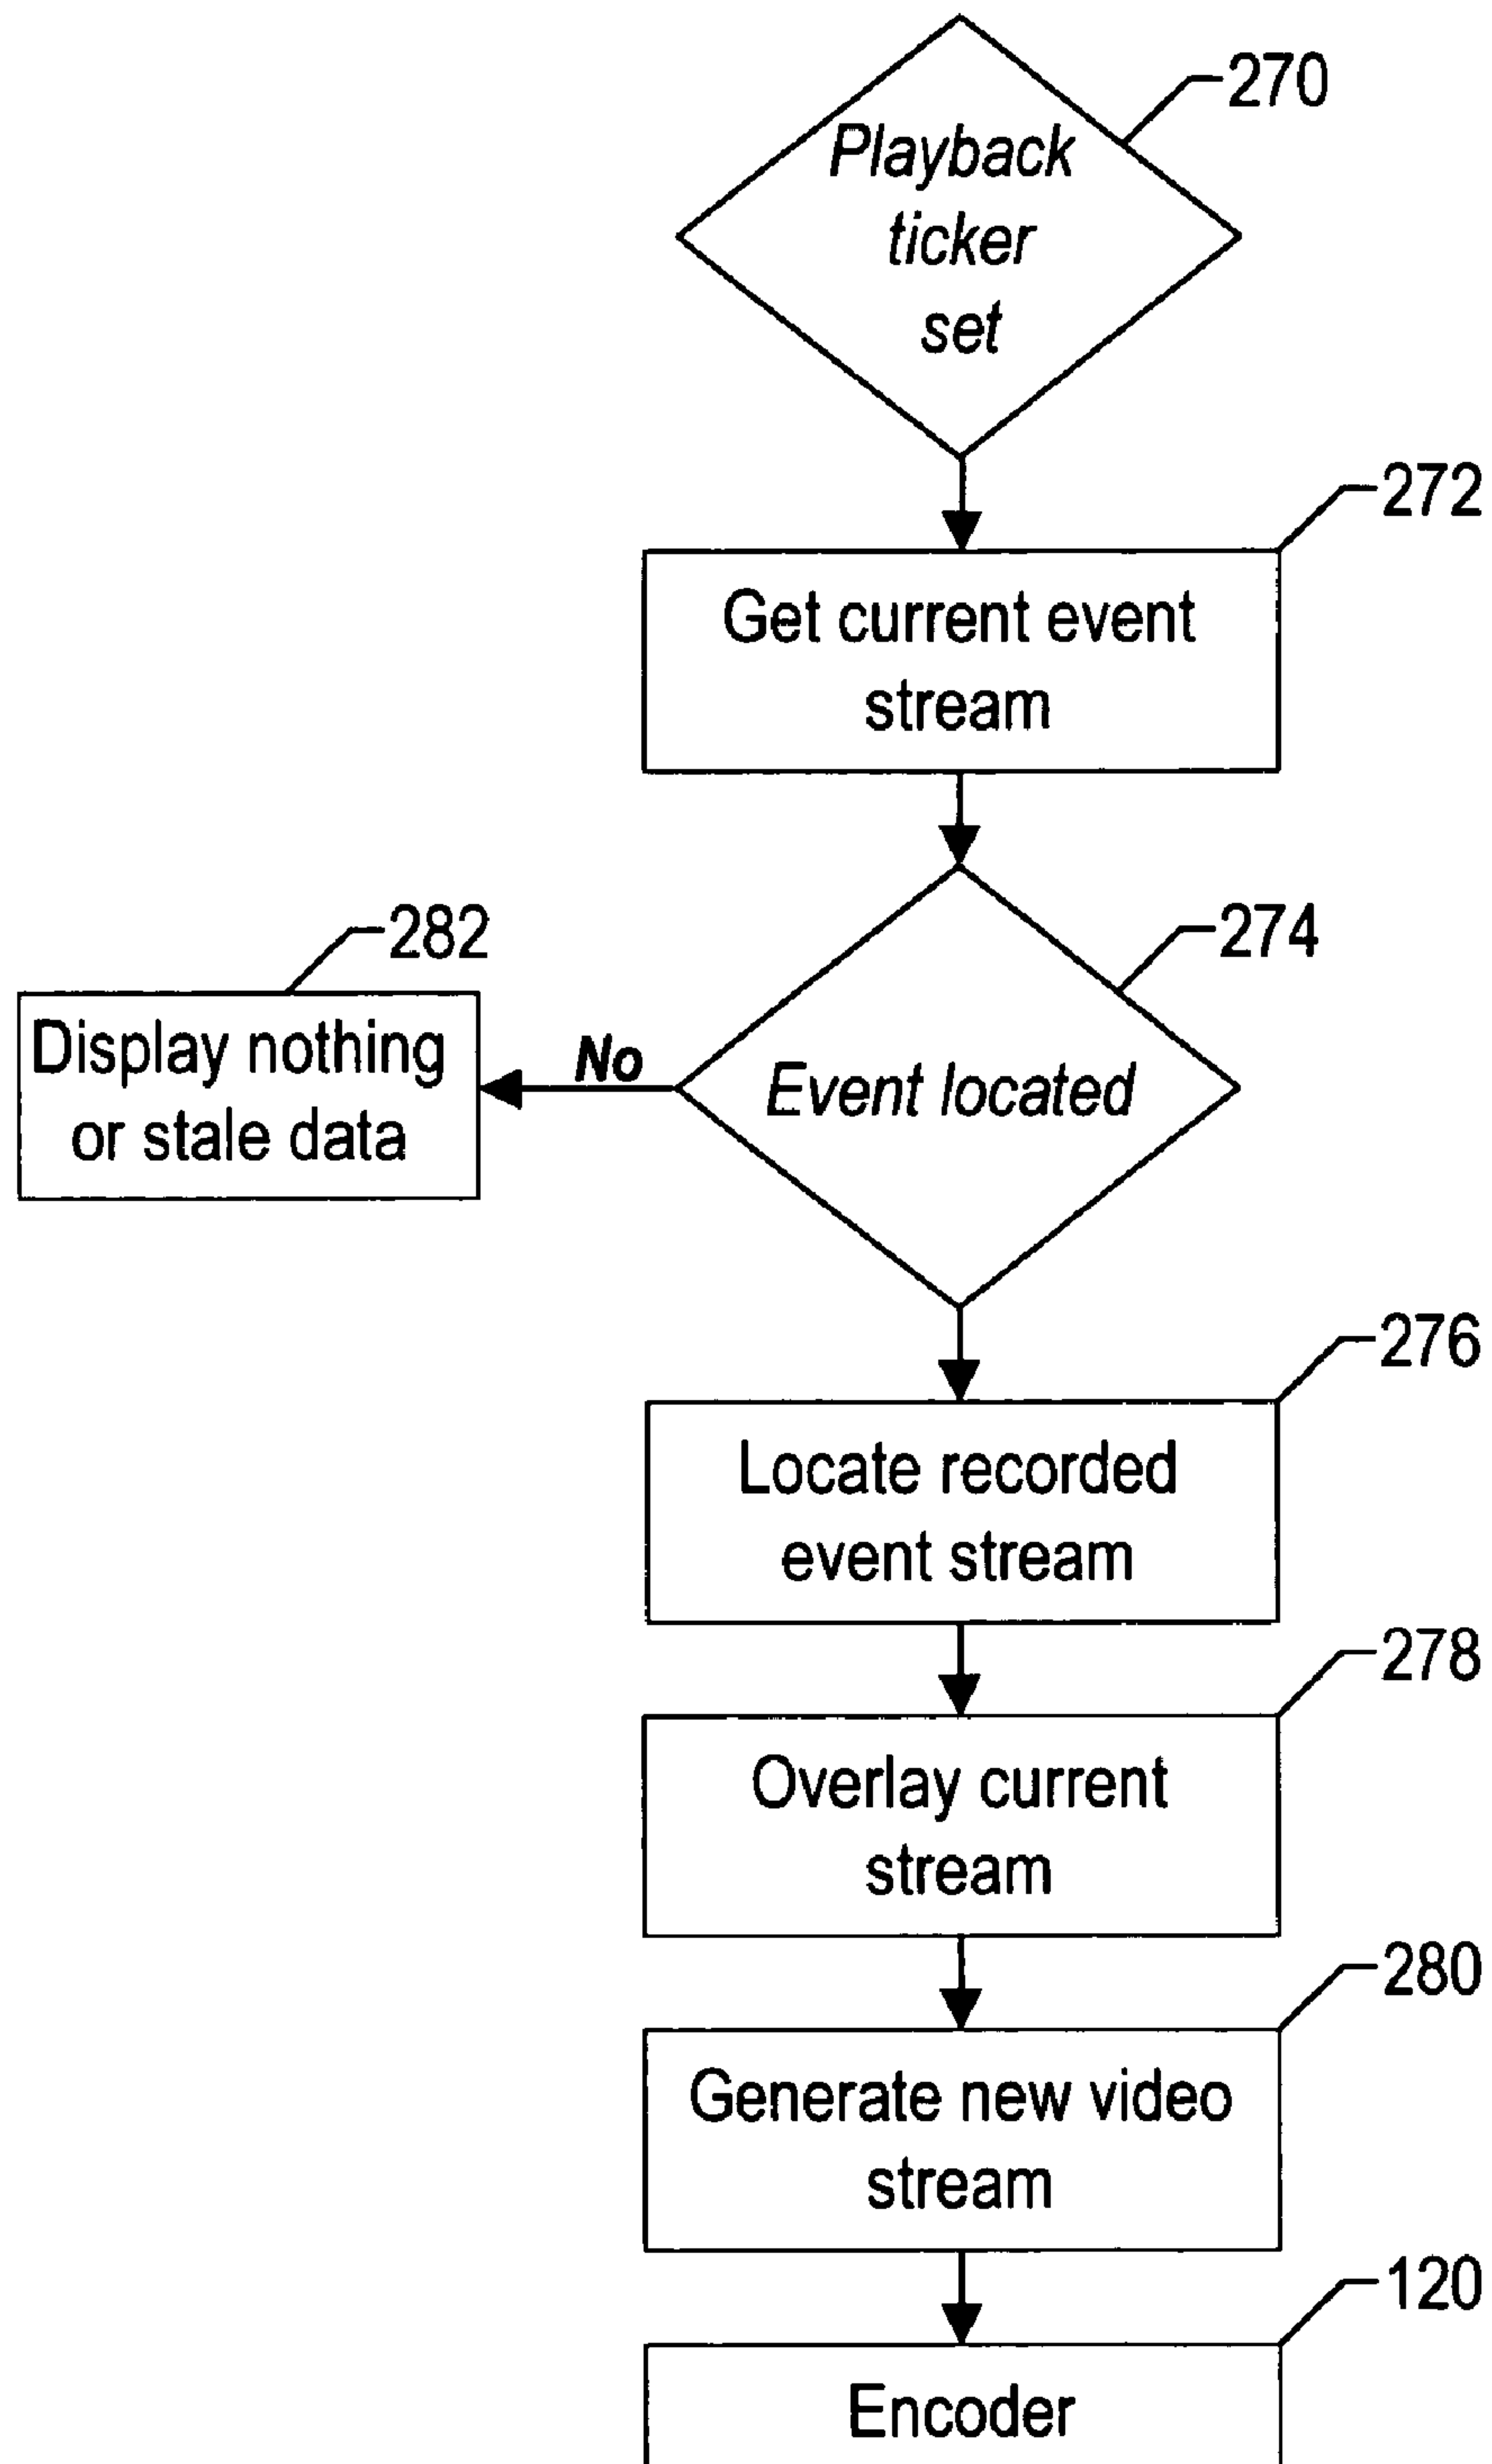 270
Playback
ticker
set
272
Get current event
stream
282
274
Display nothing
or stale data
No
Event located
276
Locate recorded
event stream
278
Overlay current
stream
280
Generate new video
stream
120
Encoder